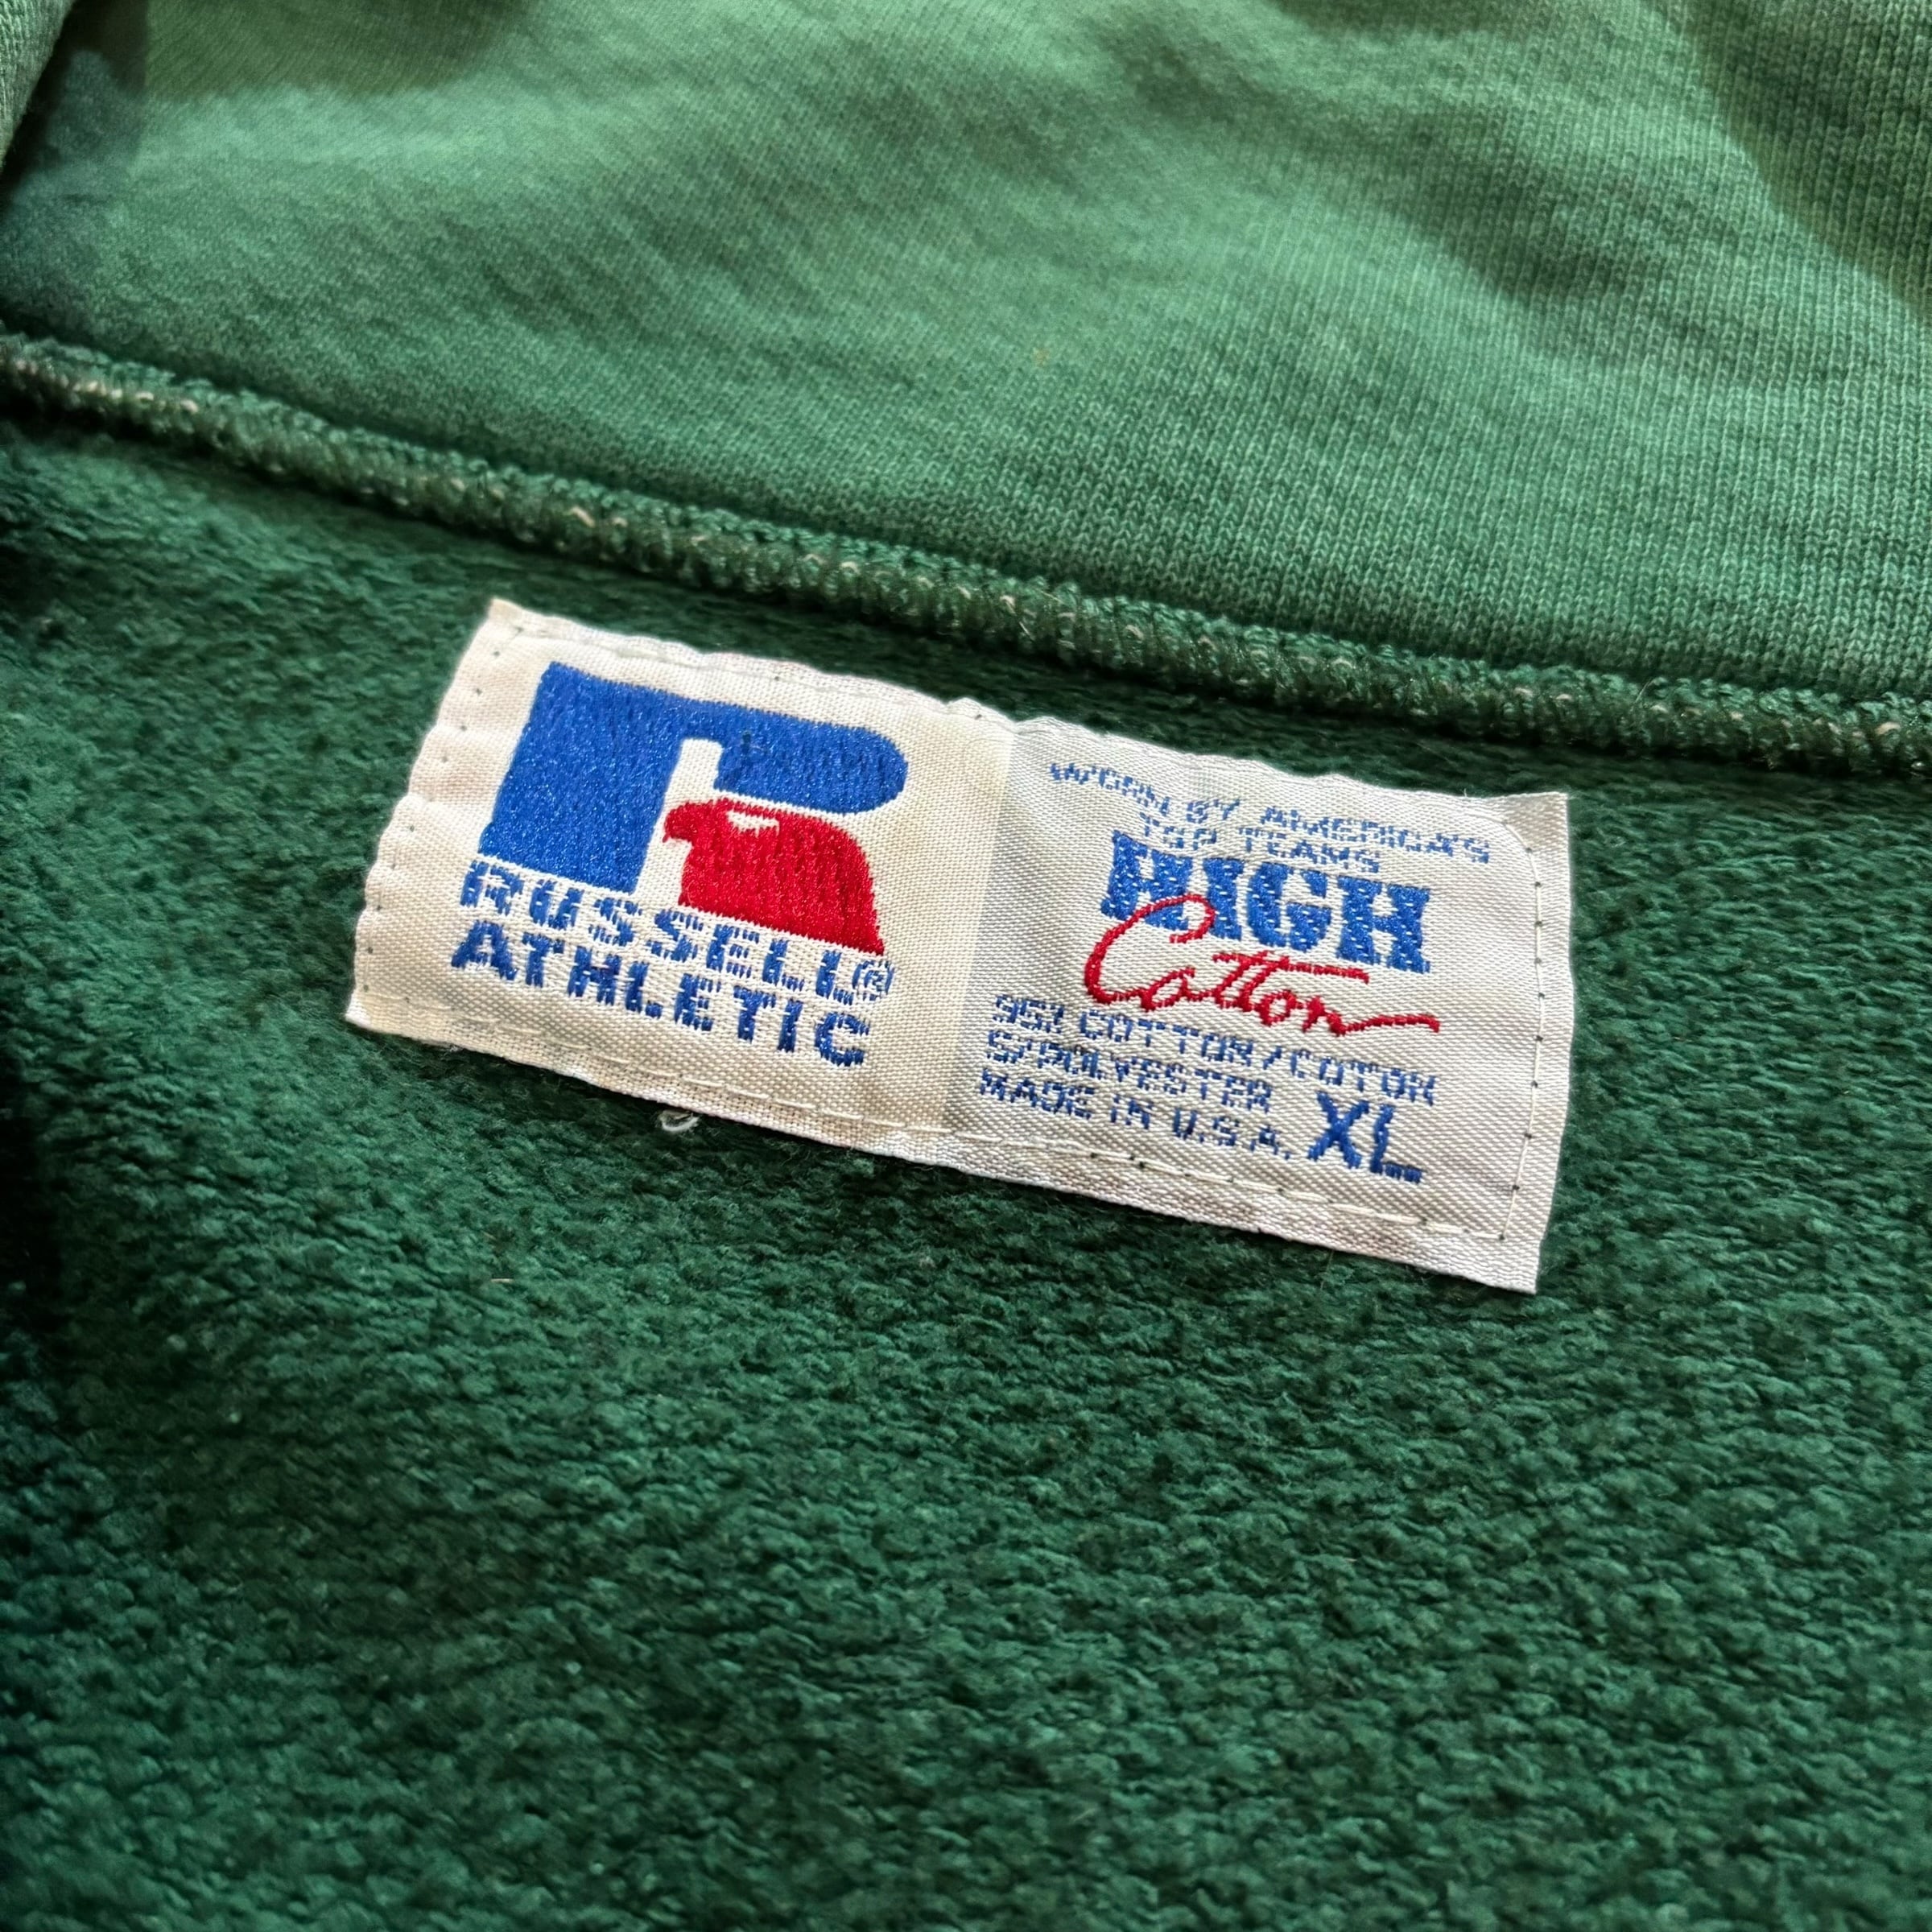 RUSSELL®
ATHLETIC
WORN BY AMERICA'S
TOP TEAMS
HIGH
Cotton
95% COTTON/COTON
5/POLYESTER
MADE IN U.S.A. XL